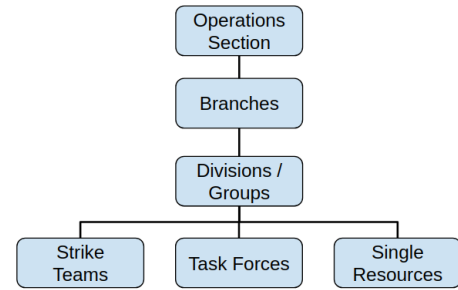 Operations
Section
Branches
Divisions /
Groups
Strike
Teams
Task Forces
Single
Resources